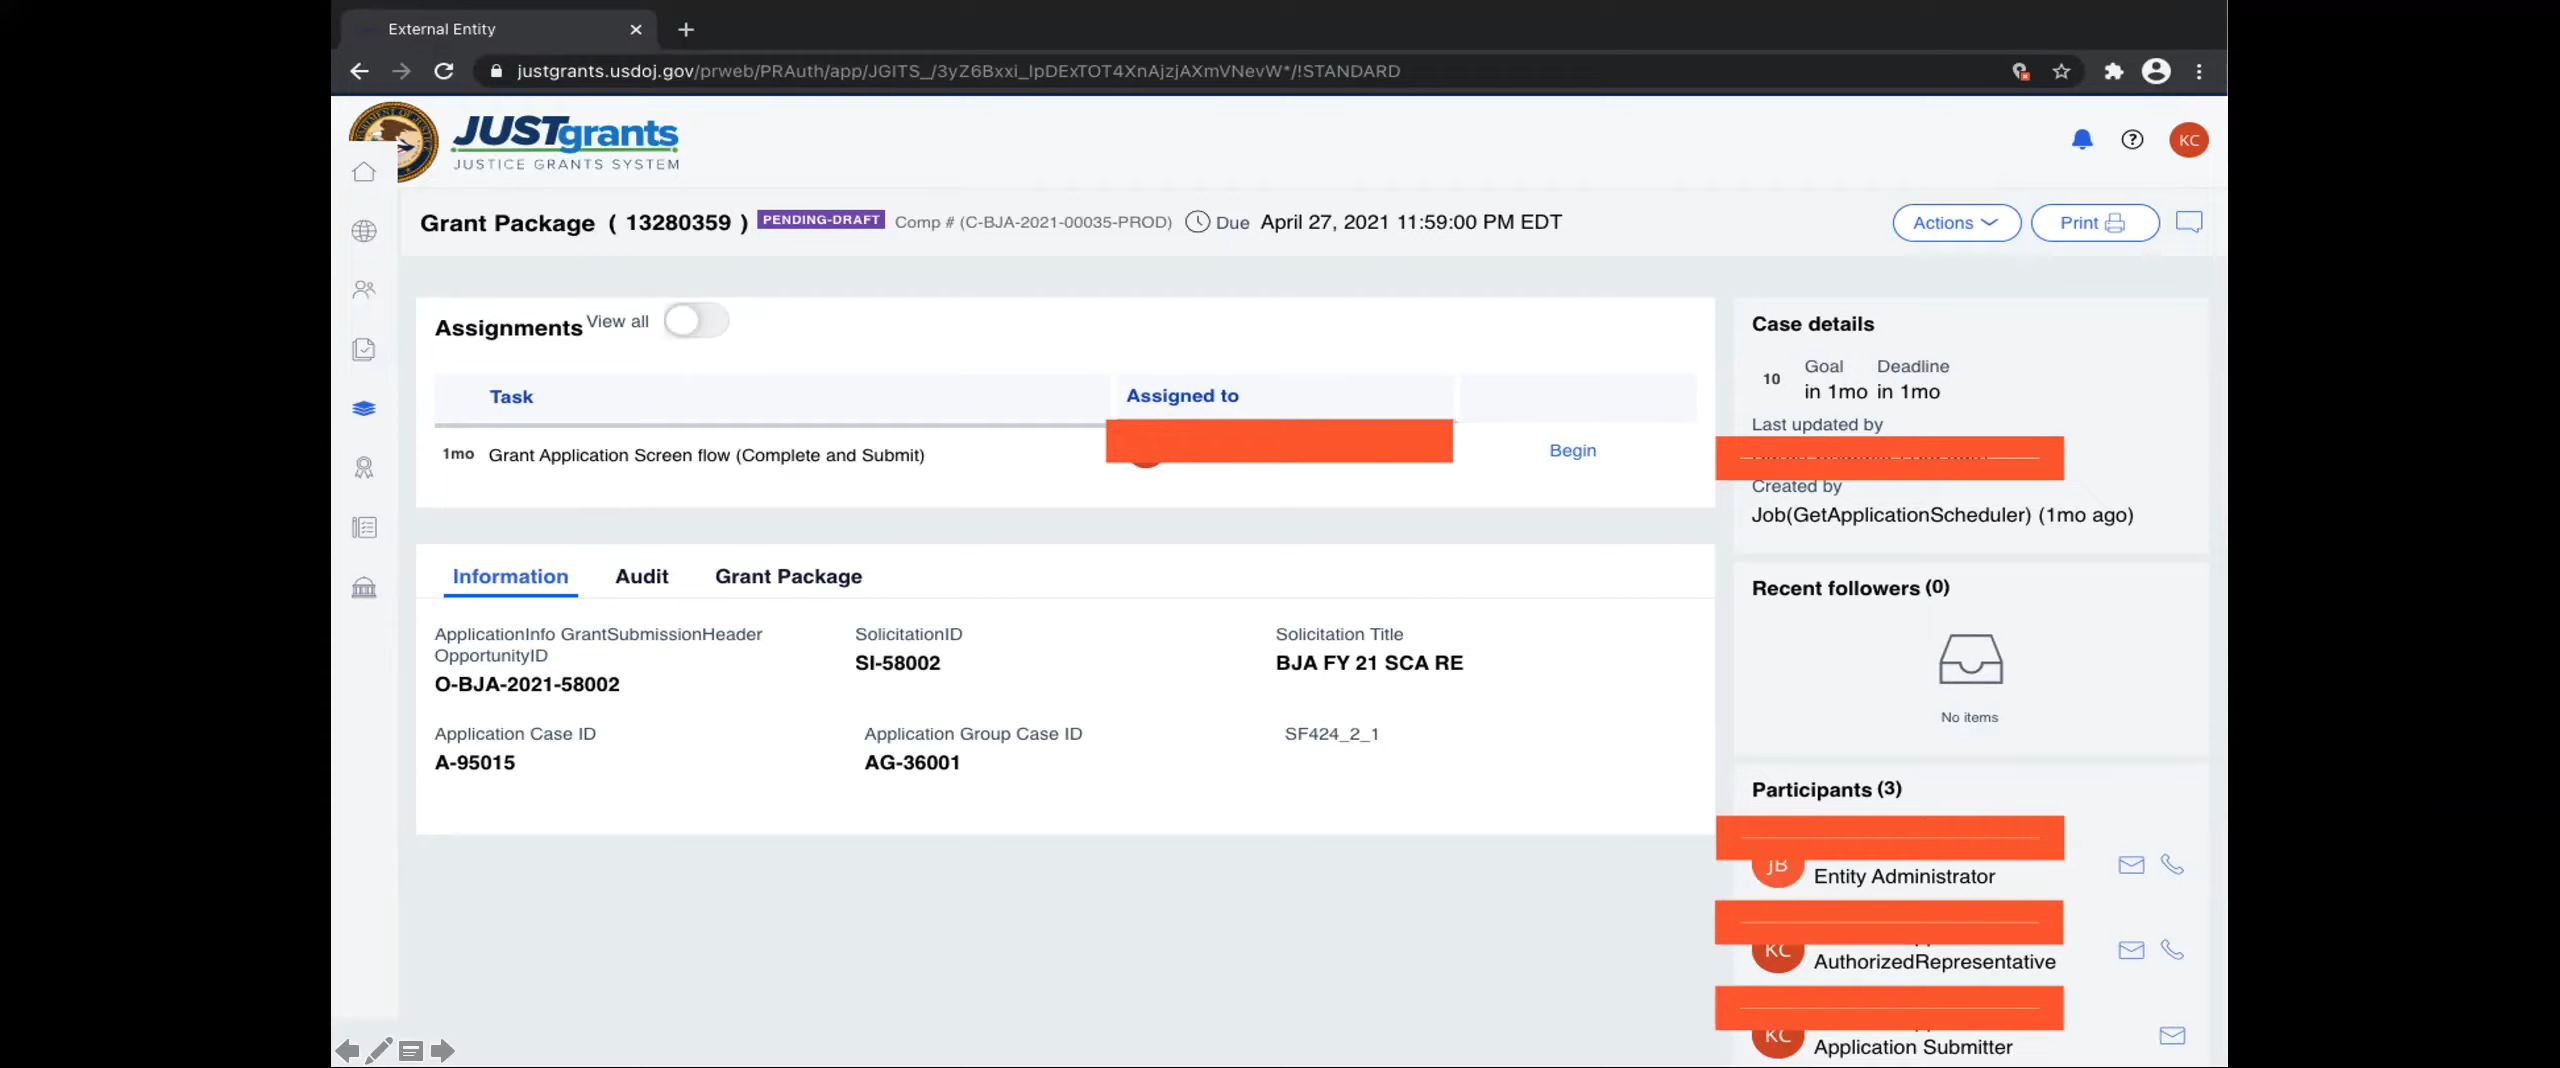 External Entity
justgrants.usdoj.gov/prweb/PRAuth/app/JGITS_/3yZ6Bxxi_lpDExTOT4XnAjzjAXmVNevW*/!STANDARD
JUSTgrants
JUSTICE GRANTS SYSTEM
KC
Grant Package ( 13280359 ) PENDING-DRAFT Comp # (C-BJA-2021-00035-PROD) Due April 27, 2021 11:59:00 PM EDT
Actions Print
Assignments View all
Task Assigned to
1mo Grant Application Screen flow (Complete and Submit) Begin
Information Audit Grant Package
ApplicationInfo GrantSubmissionHeader
OpportunityID
O-BJA-2021-58002
SolicitationID
SI-58002
Solicitation Title
BJA FY 21 SCA RE
Application Case ID
A-95015
Application Group Case ID
AG-36001
SF424_2_1
Case details
10
Goal Deadline
in 1mo in 1mo
Last updated by
Created by
Job(GetApplicationScheduler) (1mo ago)
Recent followers (0)
No items
Participants (3)
JB
Entity Administrator
KC
AuthorizedRepresentative
KC
Application Submitter